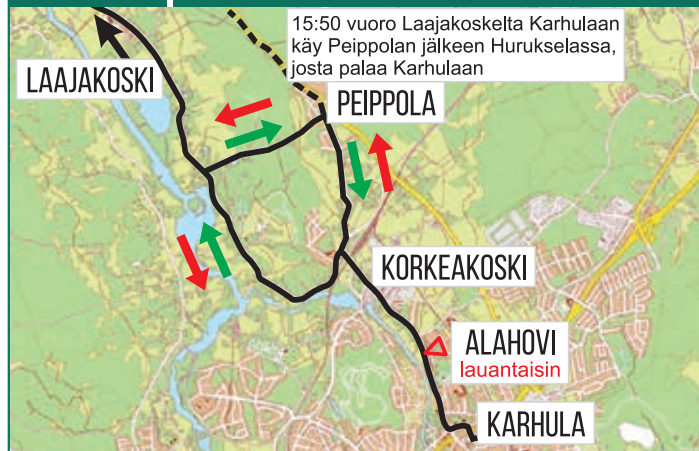 15:50 vuoro Laajakoskelta Karhulaan
käy Peippolan jälkeen Hurukselassa,
josta palaa Karhulaan
LAAJAKOSKI
PEIPPOLA
KORKEAKOSKI
ALAHOVI
lauantaisin
KARHULA